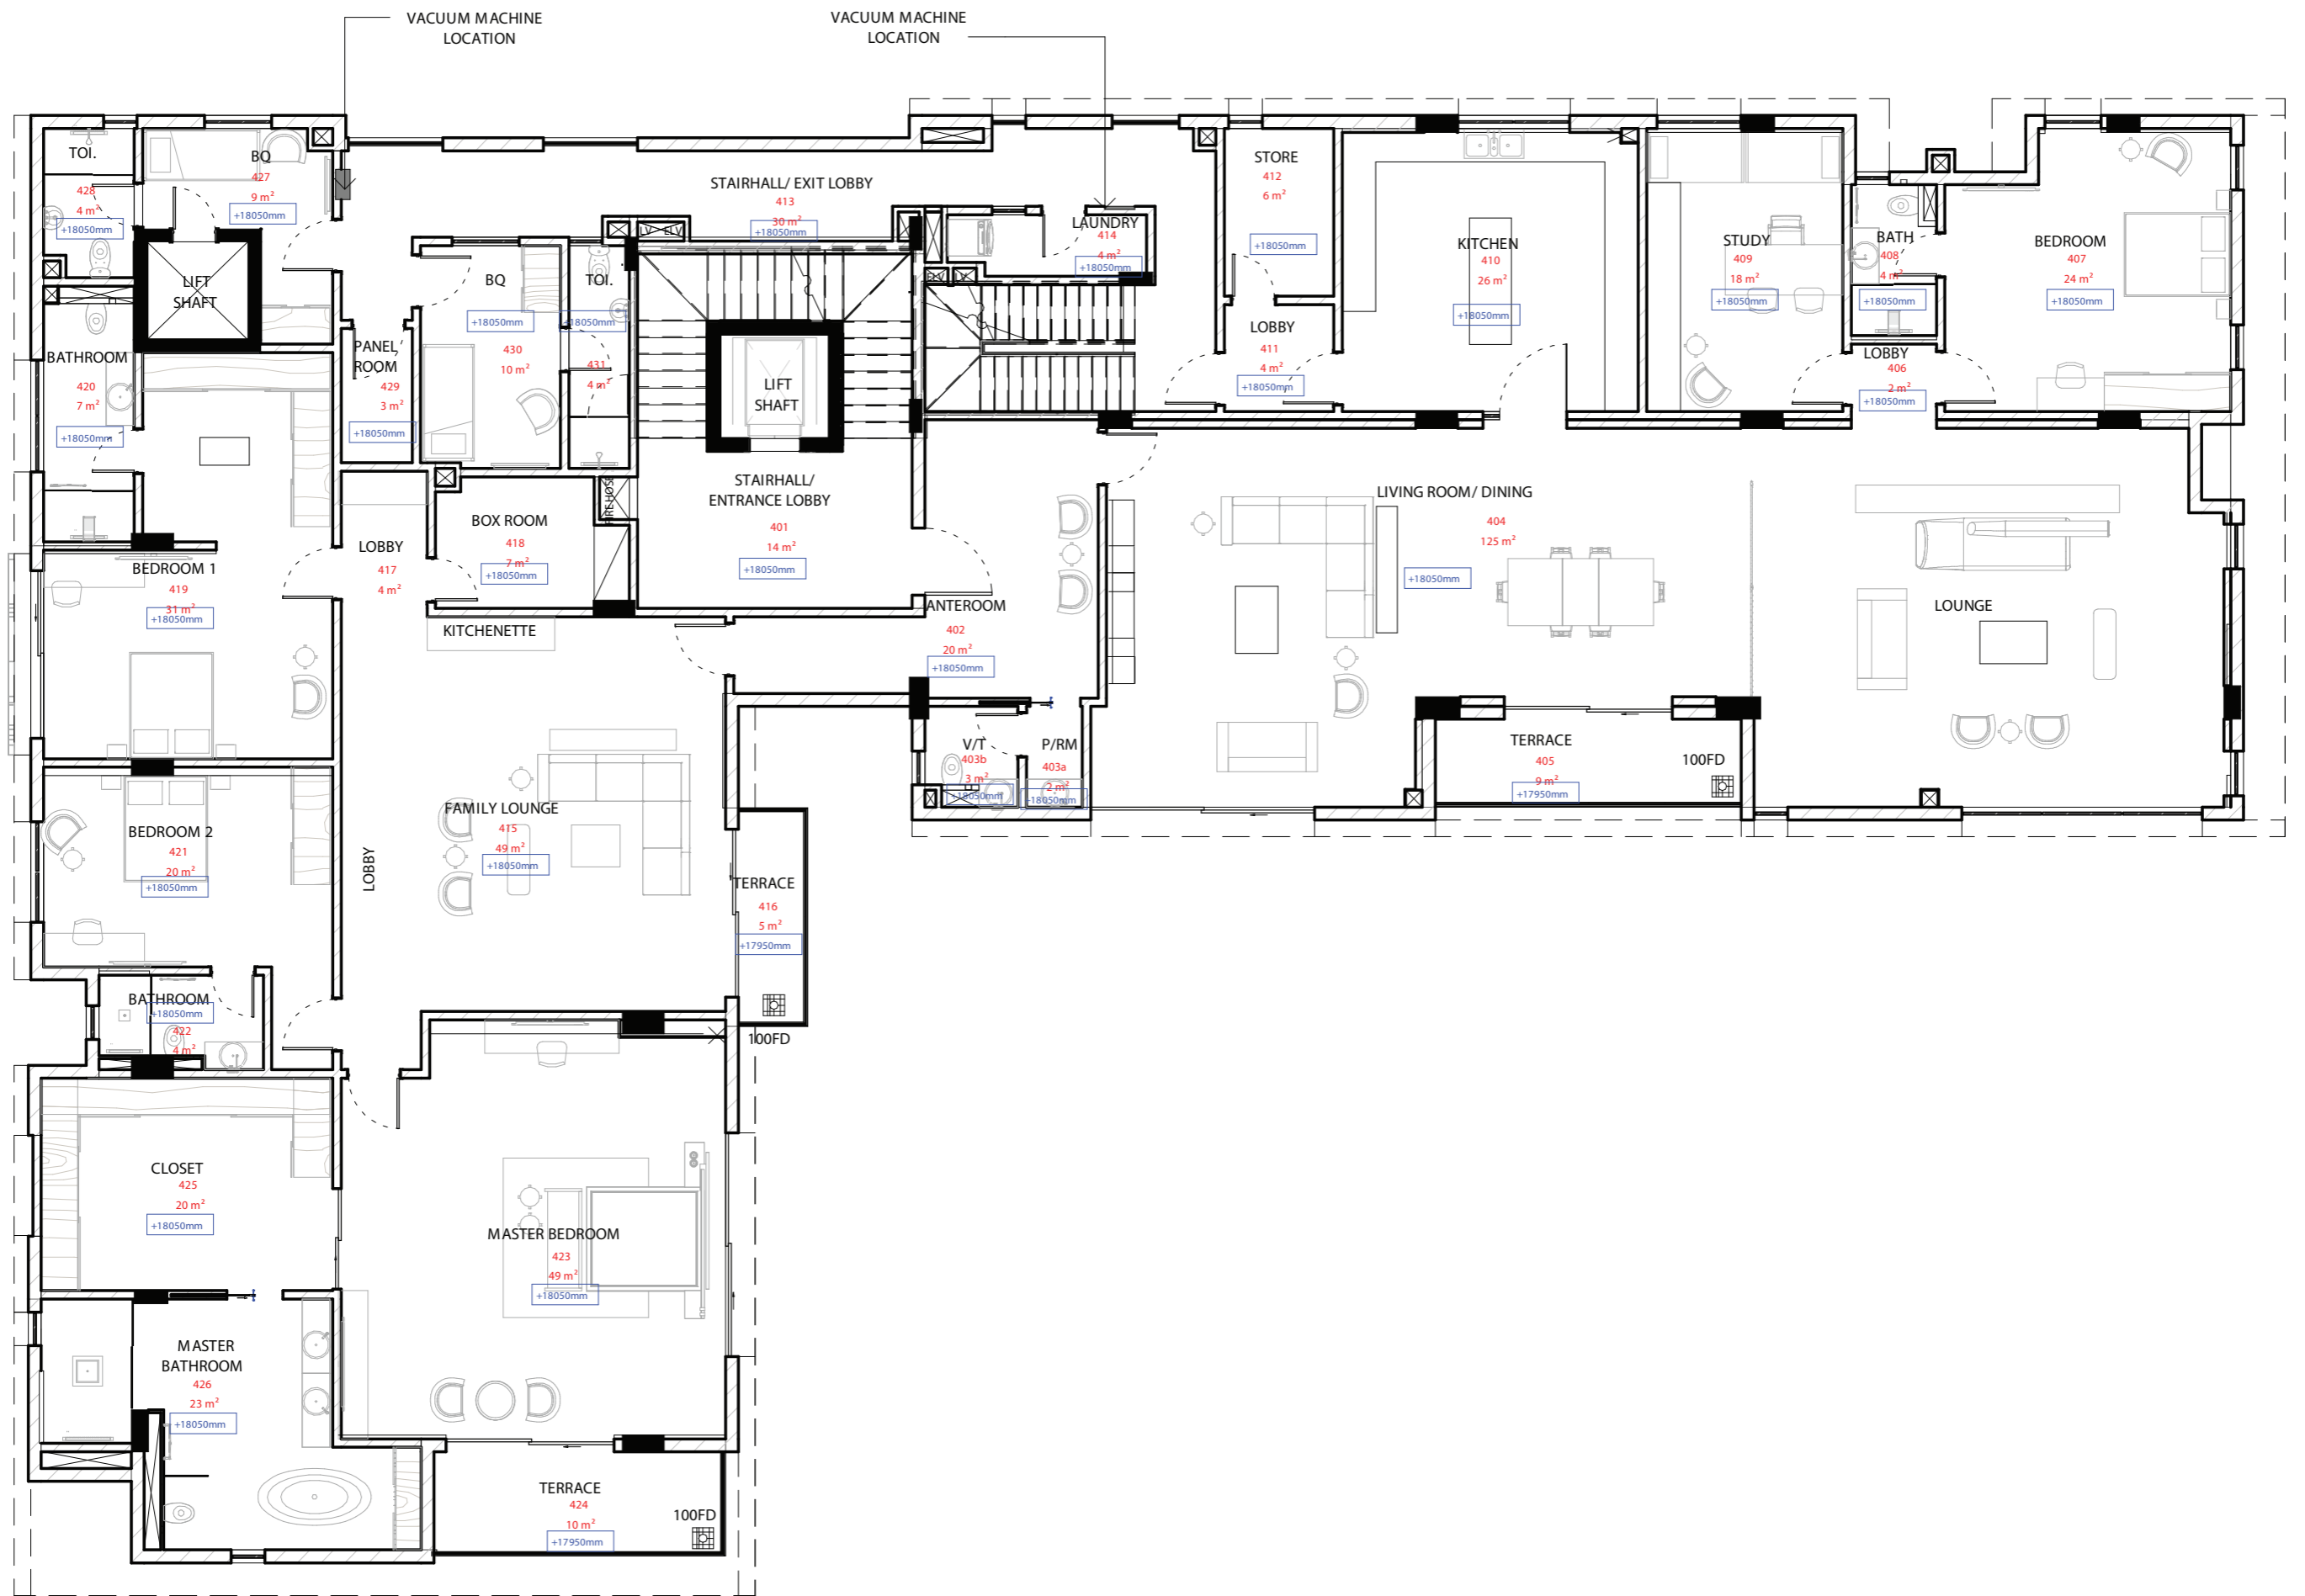 VACUUM MACHINE
LOCATION
VACUUM MACHINE
LOCATION
TOI.
428
4 m²
+18050mm
BQ
427
9 m²
+18050mm
LIFT
SHAFT
STAIRHALL/ EXIT LOBBY
413
30 m²
+18050mm
LV
ELV
LAUNDRY
414
4 m²
+18050mm
ELV
LV
STORE
412
6 m²
+18050mm
KITCHEN
410
26 m²
+18050mm
STUDY
409
18 m²
+18050mm
BATH
408
4 m²
+18050mm
BEDROOM
407
24 m²
+18050mm
BATHROOM
420
7 m²
+18050mm
PANEL
ROOM
429
3 m²
+18050mm
BQ
+18050mm
430
10 m²
TOI.
+18050mm
431
4 m²
LIFT
SHAFT
LOBBY
411
4 m²
+18050mm
LOBBY
406
2 m²
+18050mm
STAIRHALL/
ENTRANCE LOBBY
401
14 m²
+18050mm
FIRE HOSE
BOX ROOM
418
7 m²
+18050mm
LOBBY
417
4 m²
BEDROOM 1
419
31 m²
+18050mm
KITCHENETTE
ANTEROOM
402
20 m²
+18050mm
LIVING ROOM/ DINING
404
125 m²
+18050mm
LOUNGE
V/T
403b
3 m²
+18050mm
P/RM
403a
2 m²
+18050mm
TERRACE
405
9 m²
+17950mm
100FD
BEDROOM 2
421
20 m²
+18050mm
LOBBY
FAMILY LOUNGE
415
49 m²
+18050mm
TERRACE
416
5 m²
+17950mm
100FD
BATHROOM
+18050mm
422
4 m²
CLOSET
425
20 m²
+18050mm
MASTER BEDROOM
423
49 m²
+18050mm
MASTER
BATHROOM
426
23 m²
+18050mm
TERRACE
424
10 m²
+17950mm
100FD